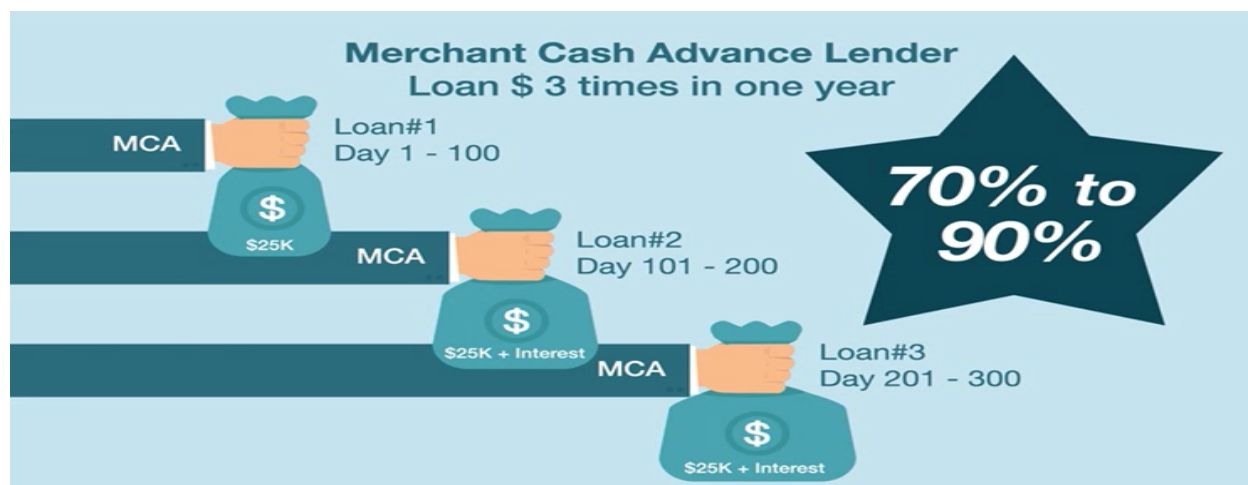 Merchant Cash Advance Lender
Loan $ 3 times in one year
MCA
Loan#1
Day 1 - 100
$
$25K
70% to
90%
MCA
Loan#2
Day 101 - 200
$
$25K + Interest
MCA
Loan#3
Day 201 - 300
$
$25K + Interest